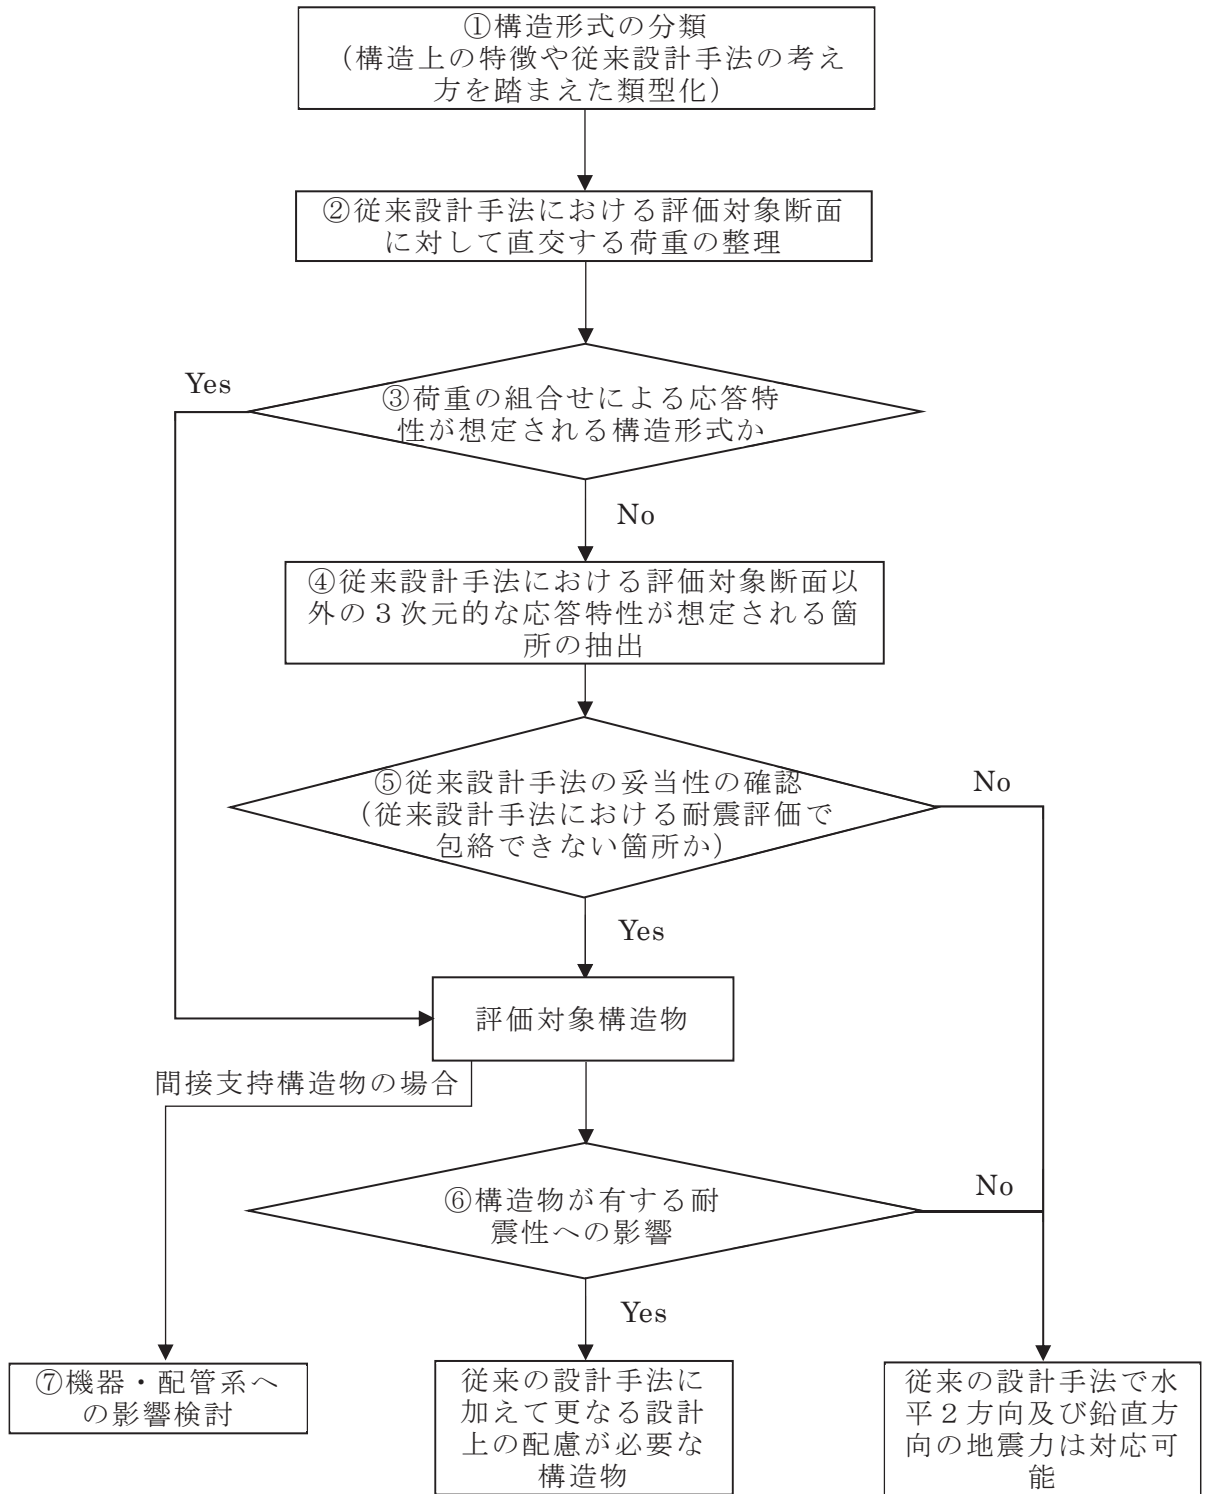 ①構造形式の分類
（構造上の特徴や従来設計手法の考え
方を踏まえた類型化）
②従来設計手法における評価対象断面
に対して直交する荷重の整理
Yes
③荷重の組合せによる応答特
性が想定される構造形式か
No
④従来設計手法における評価対象断面以
外の３次元的な応答特性が想定される箇
所の抽出
⑤従来設計手法の妥当性の確認
（従来設計手法における耐震評価で
包絡できない箇所か）
No
Yes
評価対象構造物
間接支持構造物の場合
⑥構造物が有する耐
震性への影響
No
Yes
⑦機器・配管系へ
の影響検討
従来の設計手法に
加えて更なる設計
上の配慮が必要な
構造物
従来の設計手法で水
平２方向及び鉛直方
向の地震力は対応可
能